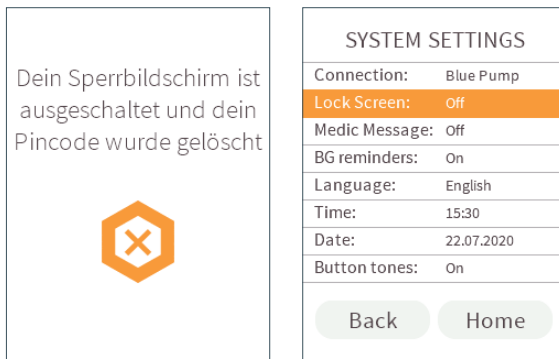 Dein Sperrbildschirm ist
ausgeschaltet und dein
Pincode wurde gelöscht
SYSTEM SETTINGS
Connection: Blue Pump
Lock Screen: Off
Medic Message: Off
BG reminders: On
Language: English
Time: 15:30
Date: 22.07.2020
Button tones: On
Back Home